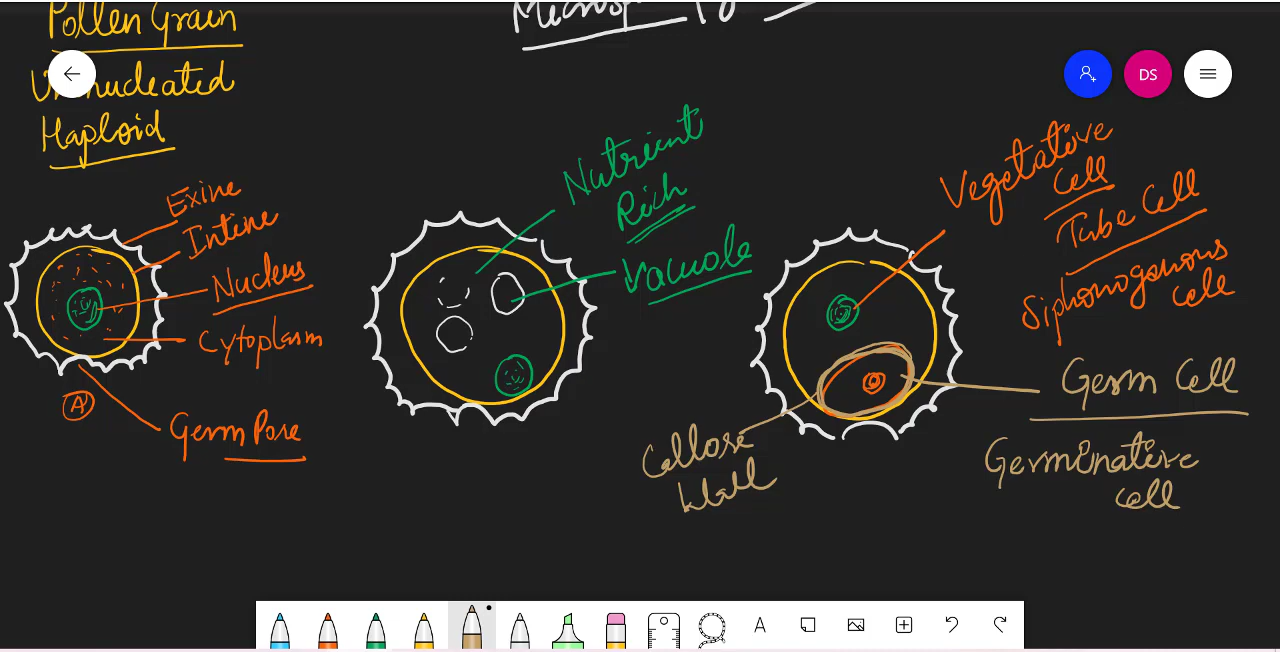 Pollen Grain
Haploid
DS
Exine
Intine
Nucleus
Cytoplasm
Germ Pore
A
Nutrient
Rich
Vacuole
Vegetative
Cell
Tube Cell
Siphonogenous
Cell
Germ Cell
Germinative
Cell
Callose
Wall
A